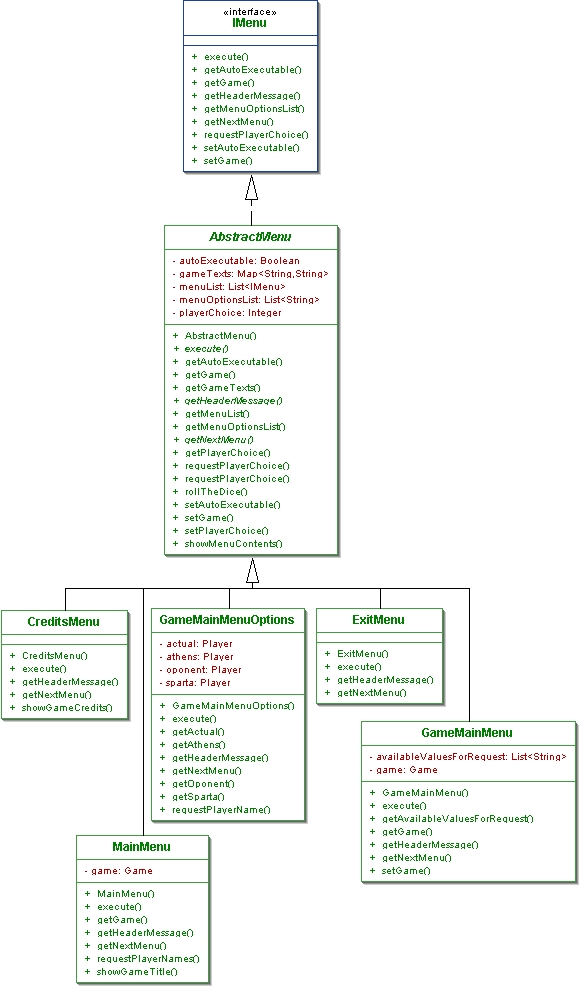 «interface»
IMenu
+ execute()
+ getAutoExecutable()
+ getGame()
+ getHeaderMessage()
+ getMenuOptionsList()
+ getNextMenu()
+ requestPlayerChoice()
+ setAutoExecutable()
+ setGame()
AbstractMenu
- autoExecutable: Boolean
- gameTexts: Map<String,String>
- menuList: List<IMenu>
- menuOptionsList: List<String>
- playerChoice: Integer
+ AbstractMenu()
+ execute()
+ getAutoExecutable()
+ getGame()
+ getGameTexts()
+ getHeaderMessage()
+ getMenuList()
+ getMenuOptionsList()
+ getNextMenu()
+ getPlayerChoice()
+ requestPlayerChoice()
+ requestPlayerChoice()
+ rollTheDice()
+ setAutoExecutable()
+ setGame()
+ setPlayerChoice()
+ showMenuContents()
CreditsMenu
+ CreditsMenu()
+ execute()
+ getHeaderMessage()
+ getNextMenu()
+ showGameCredits()
GameMainMenuOptions
- actual: Player
- athens: Player
- oponent: Player
- sparta: Player
+ GameMainMenuOptions()
+ execute()
+ getActual()
+ getAthens()
+ getHeaderMessage()
+ getNextMenu()
+ getOponent()
+ getSparta()
+ requestPlayerName()
ExitMenu
+ ExitMenu()
+ execute()
+ getHeaderMessage()
+ getNextMenu()
GameMainMenu
- availableValuesForRequest: List<String>
- game: Game
+ GameMainMenu()
+ execute()
+ getAvailableValuesForRequest()
+ getGame()
+ getHeaderMessage()
+ getNextMenu()
+ setGame()
MainMenu
- game: Game
+ MainMenu()
+ execute()
+ getGame()
+ getHeaderMessage()
+ getNextMenu()
+ requestPlayerNames()
+ showGameTitle()